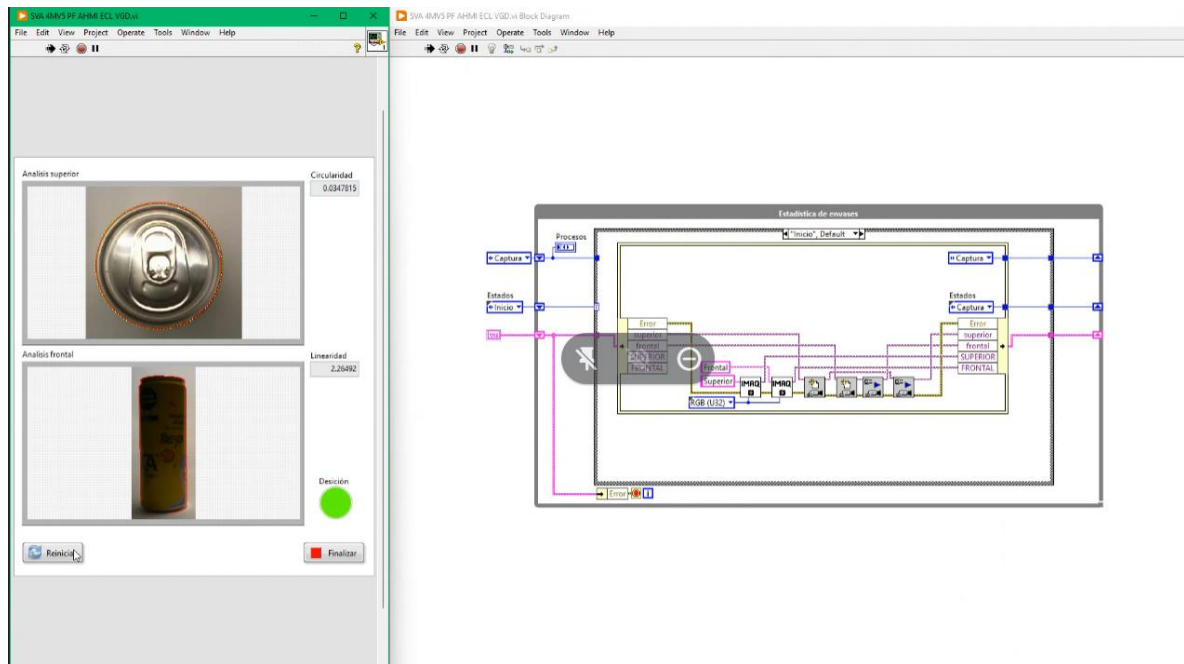 SVA 4MV5 PF AHMI ECL VGD.vi
File Edit View Project Operate Tools Window Help
Analisis superior
Circularidad
0.0347815
Analisis frontal
Linearidad
2.26492
Desición
Reinicia
Finalizar
SVA 4MV5 PF AHMI ECL VGD.vi Block Diagram
File Edit View Project Operate Tools Window Help
Estadística de envases
"Inicio", Default
Procesos
Captura
Captura
Estados
Inicio
Estados
Captura
Error
superior
frontal
SUPERIOR
FRONTAL
Error
superior
frontal
SUPERIOR
FRONTAL
Frontal
Superior
IMAQ
IMAQ
RGB (U32)
Error